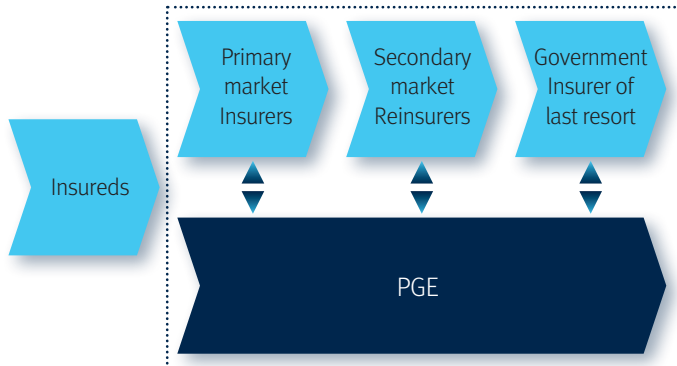 Insureds
Primary
market
Insurers
Secondary
market
Reinsurers
Government
Insurer of
last resort
PGE